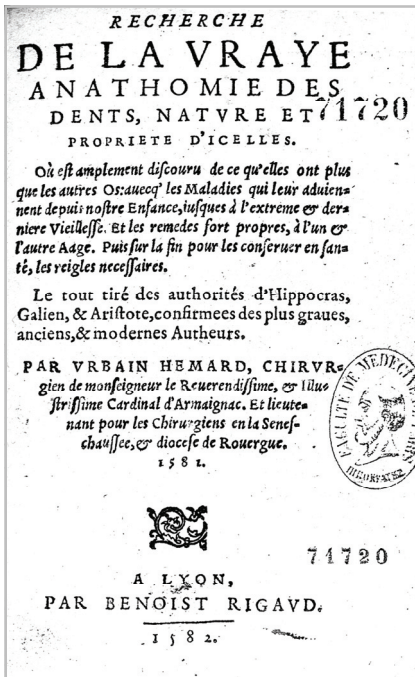 RECHERCHE
DE LA VRAYE
ANATHOMIE DES
DENTS, NATVRE ET
71720
PROPRIETE D'ICELLES.
Où est amplement discouru de ce qu'elles ont plus
que les autres Os: auecq' les Maladies qui leur aduien-
nent depuis nostre Enfance, iusques à l'extreme & der-
niere Vieillesse. Et les remedes fort propres, à l'un &
l'autre Aage. Puis sur la fin pour les conseruer en san-
té, les reigles necessaires.
Le tout tiré des authorités d'Hippocras,
Galien, & Aristote, confirmees des plus graues,
anciens, & modernes Autheurs.
PAR VRBAIN HEMARD, CHIRVR-
gien de monseigneur le Reuerendissime, & Illu-
strissime Cardinal d'Armaignac. Et lieute-
nant pour les Chirurgiens en la Senes-
chaussee, & diocese de Rouergue.
1581.
FACULTE DE MEDECINE
71720
A LYON,
PAR BENOIST RIGAVD.
1582.